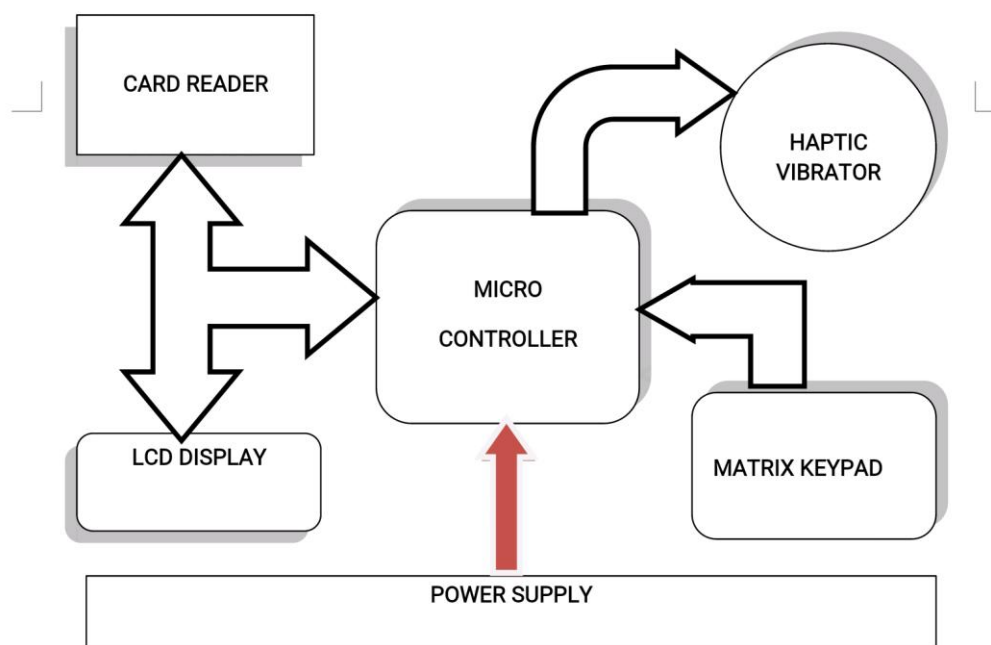 CARD READER
HAPTIC
VIBRATOR
MICRO
CONTROLLER
LCD DISPLAY
MATRIX KEYPAD
POWER SUPPLY